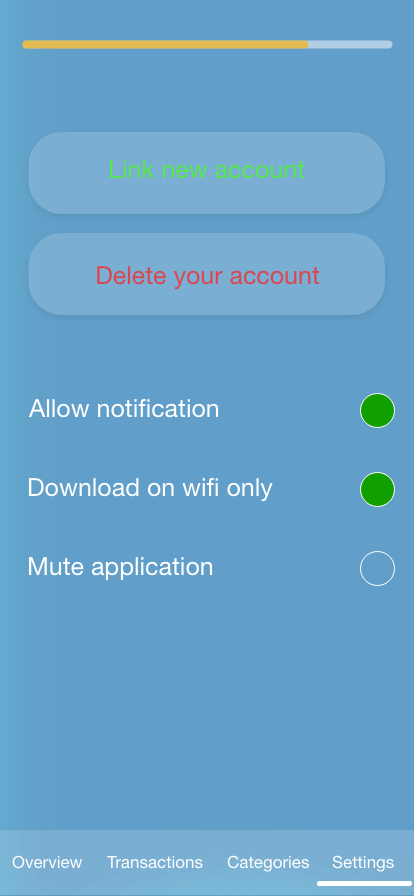 Link new account
Delete your account
Allow notification
Download on wifi only
Mute application
Overview Transactions Categories Settings